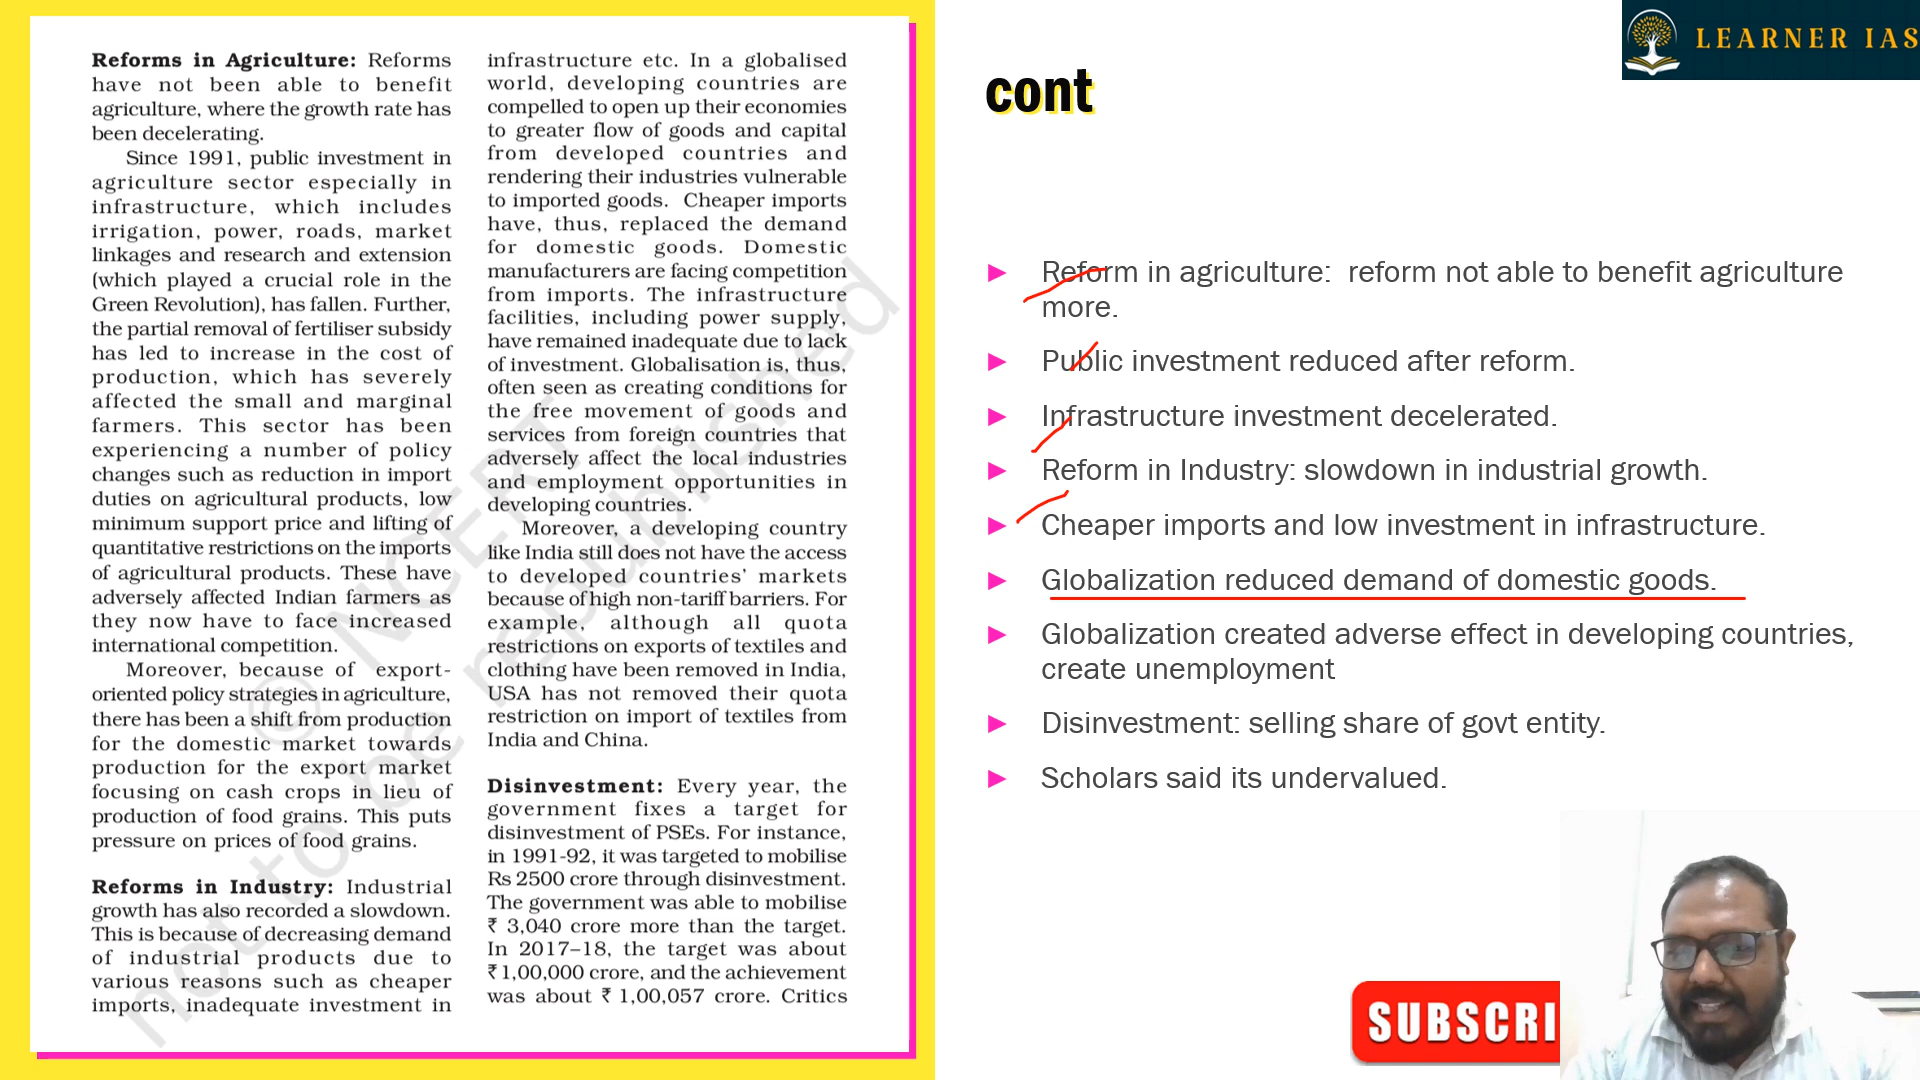 Reforms in Agriculture: Reforms
have not been able to benefit
agriculture, where the growth rate has
been decelerating.
Since 1991, public investment in
agriculture sector especially in
infrastructure, which includes
irrigation, power, roads, market
linkages and research and extension
(which played a crucial role in the
Green Revolution), has fallen. Further,
the partial removal of fertiliser subsidy
has led to increase in the cost of
production, which has severely
affected the small and marginal
farmers. This sector has been
experiencing a number of policy
changes such as reduction in import
duties on agricultural products, low
minimum support price and lifting of
quantitative restrictions on the imports
of agricultural products. These have
adversely affected Indian farmers as
they now have to face increased
international competition.
Moreover, because of export-
oriented policy strategies in agriculture,
there has been a shift from production
for the domestic market towards
production for the export market
focusing on cash crops in lieu of
production of food grains. This puts
pressure on prices of food grains.
Reforms in Industry: Industrial
growth has also recorded a slowdown.
This is because of decreasing demand
of industrial products due to
various reasons such as cheaper
imports, inadequate investment in
infrastructure etc. In a globalised
world, developing countries are
compelled to open up their economies
to greater flow of goods and capital
from developed countries and
rendering their industries vulnerable
to imported goods. Cheaper imports
have, thus, replaced the demand
for domestic goods. Domestic
manufacturers are facing competition
from imports. The infrastructure
facilities, including power supply,
have remained inadequate due to lack
of investment. Globalisation is, thus,
often seen as creating conditions for
the free movement of goods and
services from foreign countries that
adversely affect the local industries
and employment opportunities in
developing countries.
Moreover, a developing country
like India still does not have the access
to developed countries' markets
because of high non-tariff barriers. For
example, although all quota
restrictions on exports of textiles and
clothing have been removed in India,
USA has not removed their quota
restriction on import of textiles from
India and China.
Disinvestment: Every year, the
government fixes a target for
disinvestment of PSEs. For instance,
in 1991-92, it was targeted to mobilise
Rs 2500 crore through disinvestment.
The government was able to mobilise
₹ 3,040 crore more than the target.
In 2017–18, the target was about
₹1,00,000 crore, and the achievement
was about ₹ 1,00,057 crore. Critics
© NCERT
not to be republished
LEARNER IAS
cont
Reform in agriculture: reform not able to benefit agriculture
more.
Public investment reduced after reform.
Infrastructure investment decelerated.
Reform in Industry: slowdown in industrial growth.
Cheaper imports and low investment in infrastructure.
Globalization reduced demand of domestic goods.
Globalization created adverse effect in developing countries,
create unemployment
Disinvestment: selling share of govt entity.
Scholars said its undervalued.
SUBSCRI